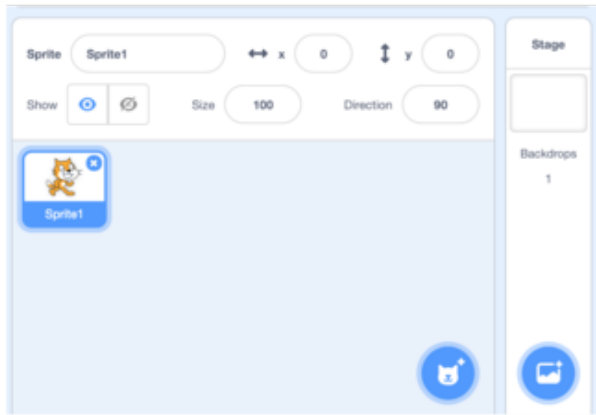 Sprite Sprite1 x 0 y 0
Show Size 100 Direction 90
Sprite1
Stage
Backdrops
1